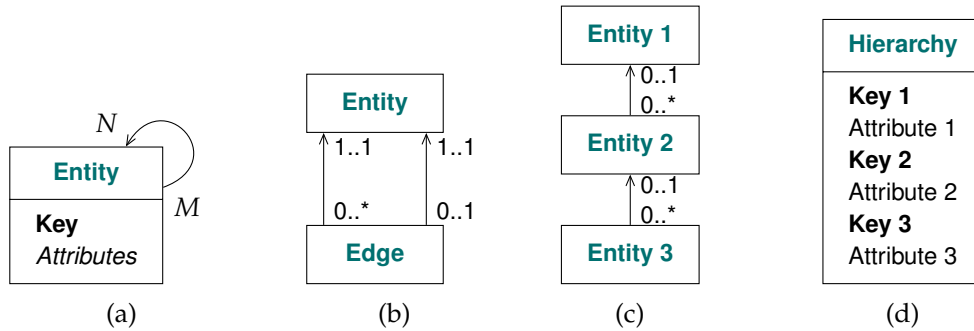 N
Entity
M
Key
Attributes
(a)
Entity
1..1 1..1
0..* 0..1
Edge
(b)
Entity 1
0..1
0..*
Entity 2
0..1
0..*
Entity 3
(c)
Hierarchy
Key 1
Attribute 1
Key 2
Attribute 2
Key 3
Attribute 3
(d)